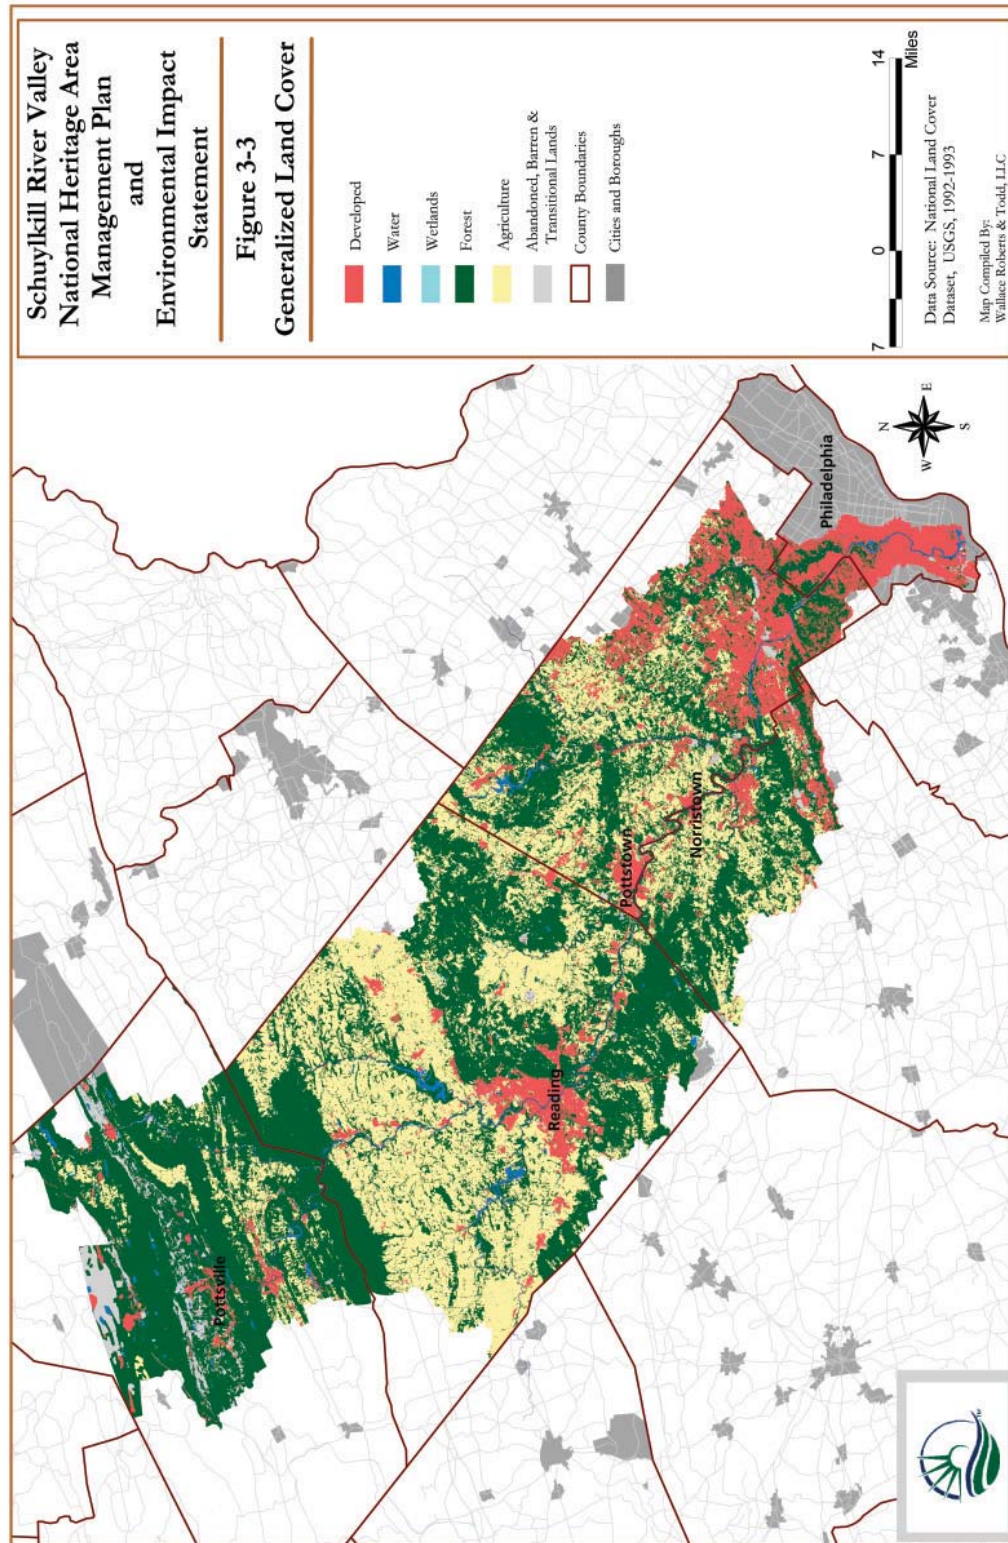 Schuylkill River Valley
National Heritage Area
Management Plan
and
Environmental Impact
Statement
Figure 3-3
Generalized Land Cover
Developed
Water
Wetlands
Forest
Agriculture
Abandoned, Barren &
Transitional Lands
County Boundaries
Cities and Boroughs
7 0 7 14
Miles
Data Source: National Land Cover
Dataset, USGS, 1992-1993
Map Compiled By:
Wallace Roberts & Todd, LLC
Pottsville
Reading
Pottstown
Norristown
Philadelphia
N
W E
S